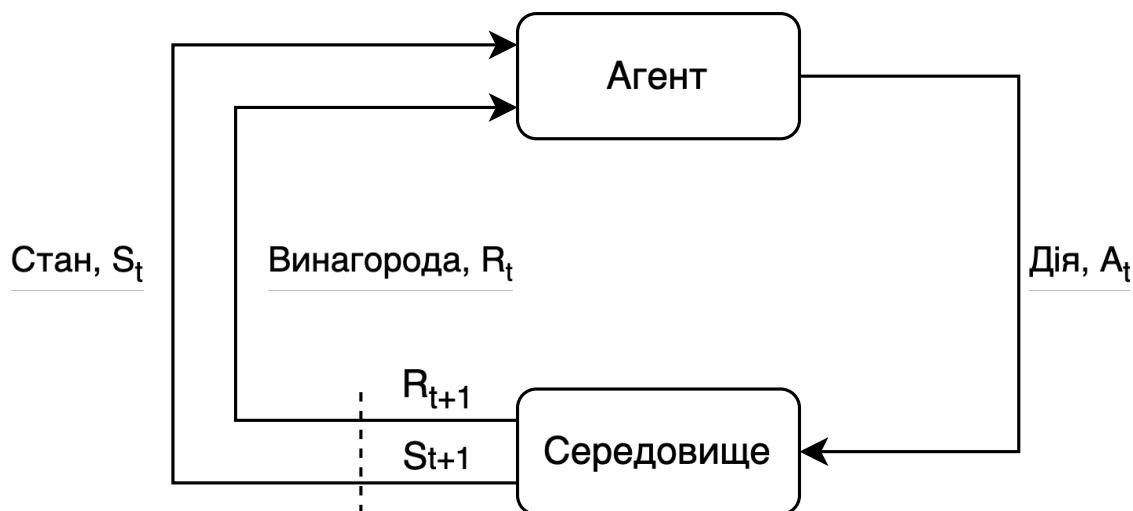 Агент
Стан, St
Винагорода, Rt
Дія, At
Rt+1
St+1
Середовище